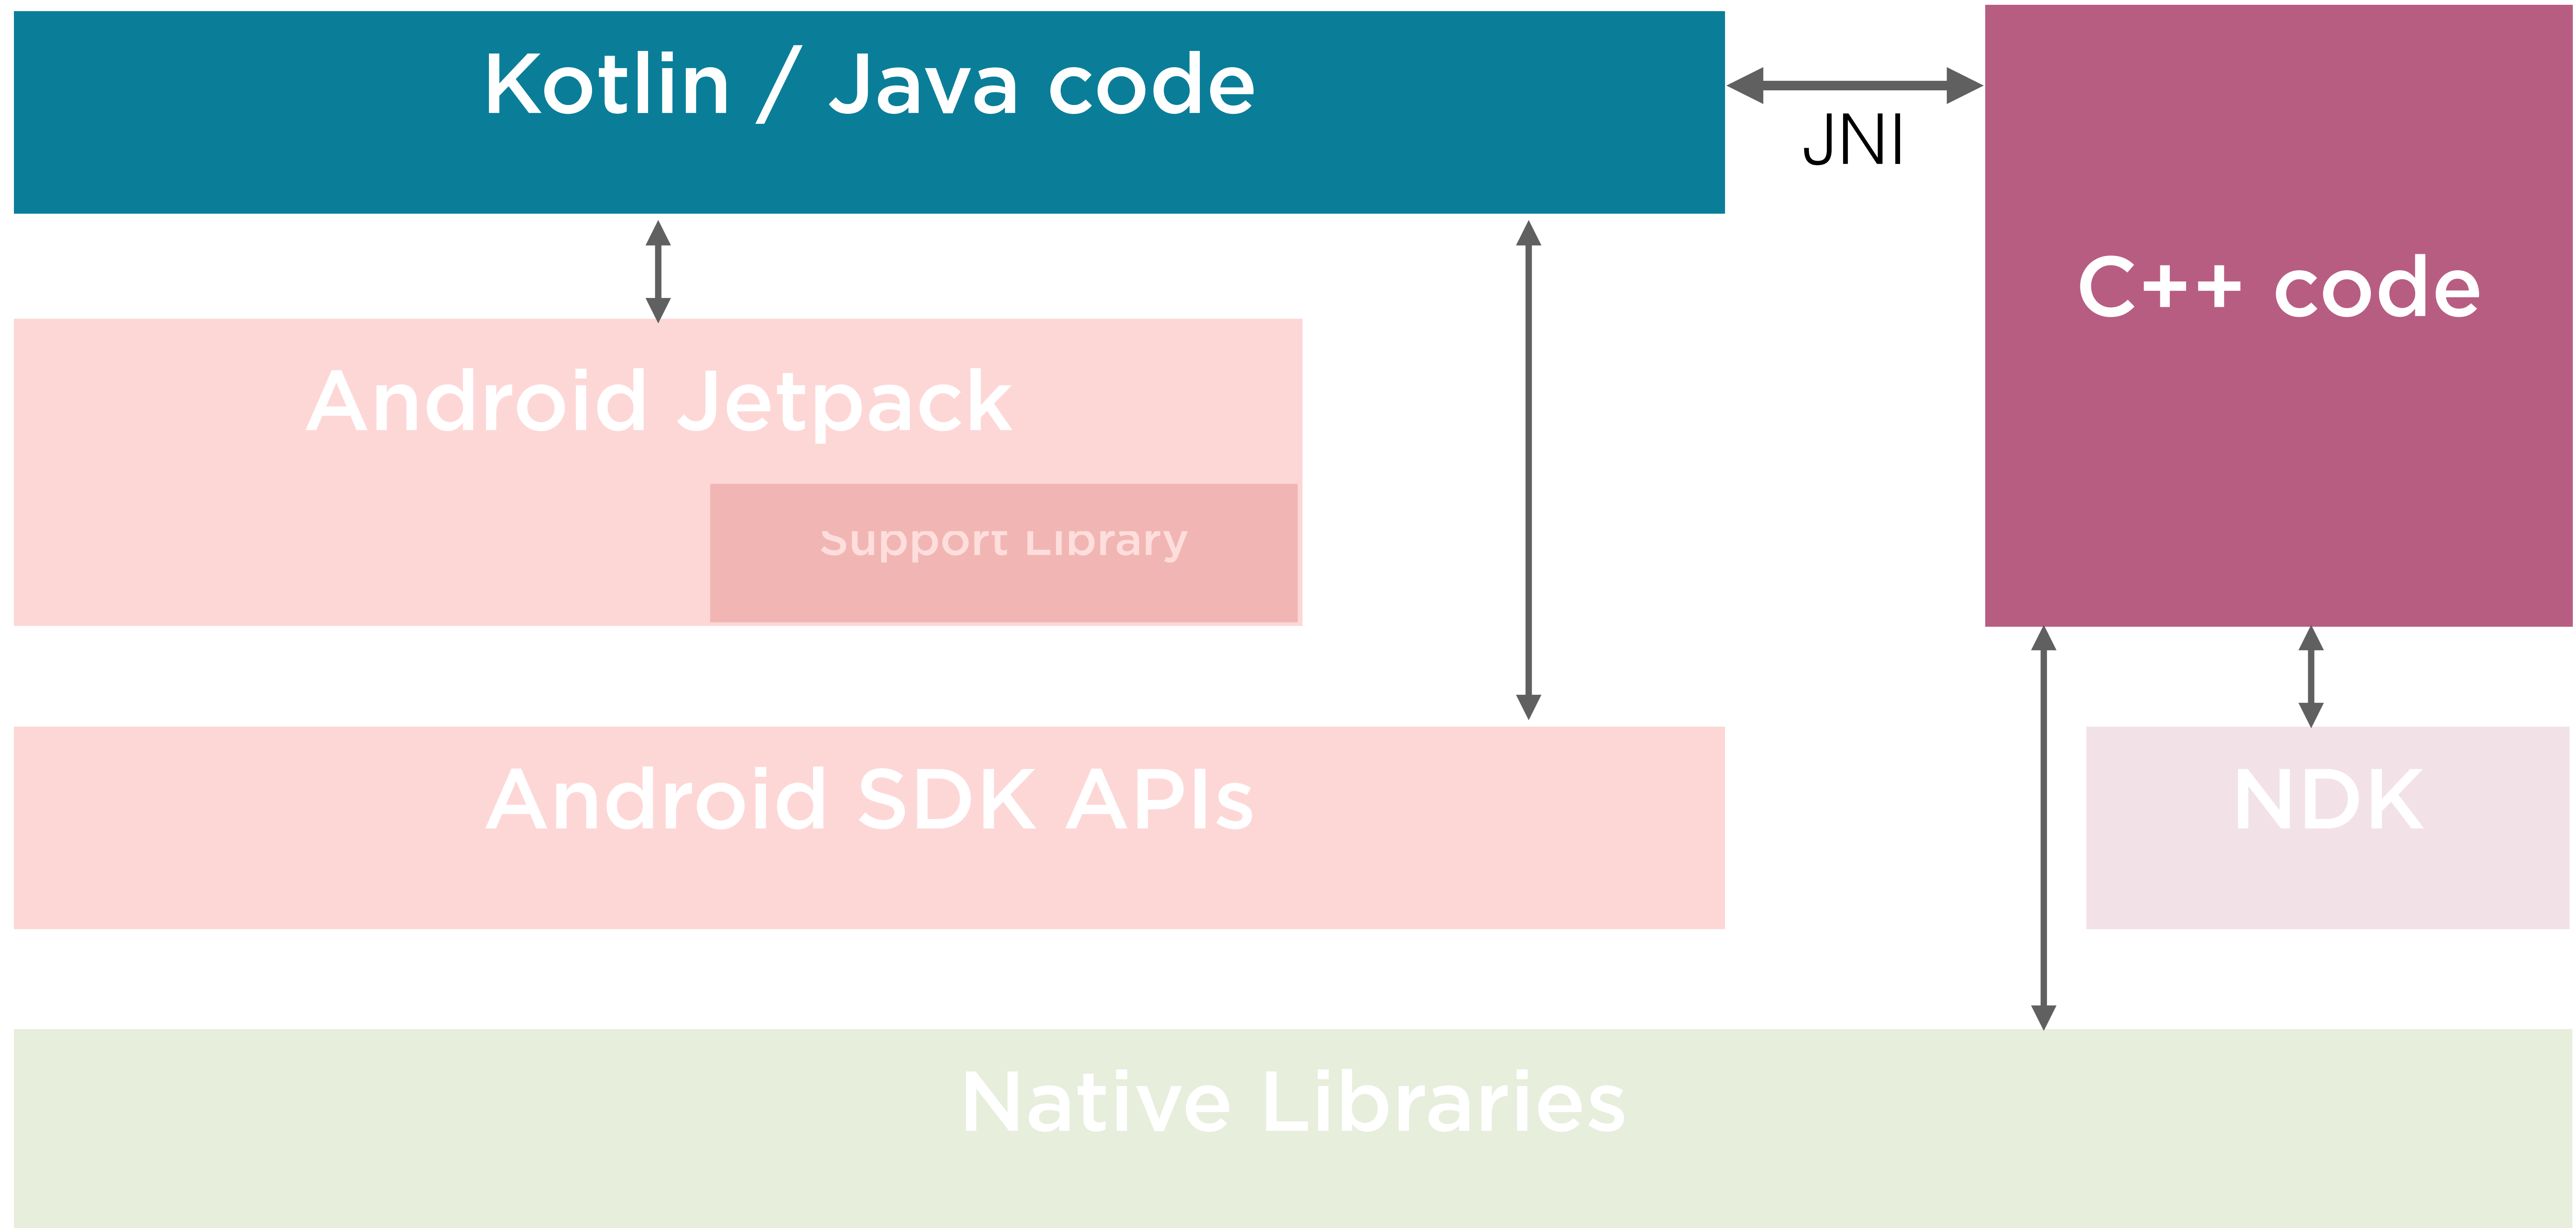 Kotlin / Java code
JNI
C++ code
Android Jetpack
Support Library
Android SDK APIs
NDK
Native Libraries